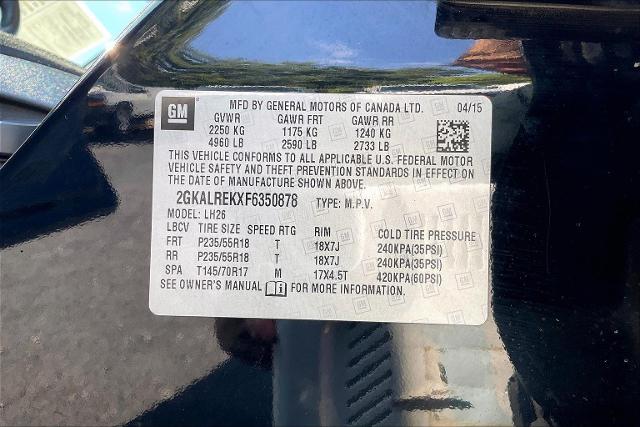 GM
MFD BY GENERAL MOTORS OF CANADA LTD. 04/15
GVWR GAWR FRT GAWR RR
2250 KG 1175 KG 1240 KG
4960 LB 2590 LB 2733 LB
THIS VEHICLE CONFORMS TO ALL APPLICABLE U.S. FEDERAL MOTOR
VEHICLE SAFETY AND THEFT PREVENTION STANDARDS IN EFFECT ON
THE DATE OF MANUFACTURE SHOWN ABOVE.
2GKALREKXF6350878 TYPE: M.P.V.
MODEL: LH26
LBCV TIRE SIZE SPEED RTG RIM COLD TIRE PRESSURE
FRT P235/55R18 T 18X7J 240KPA(35PSI)
RR P235/55R18 T 18X7J 240KPA(35PSI)
SPA T145/70R17 M 17X4.5T 420KPA(60PSI)
SEE OWNER'S MANUAL FOR MORE INFORMATION.